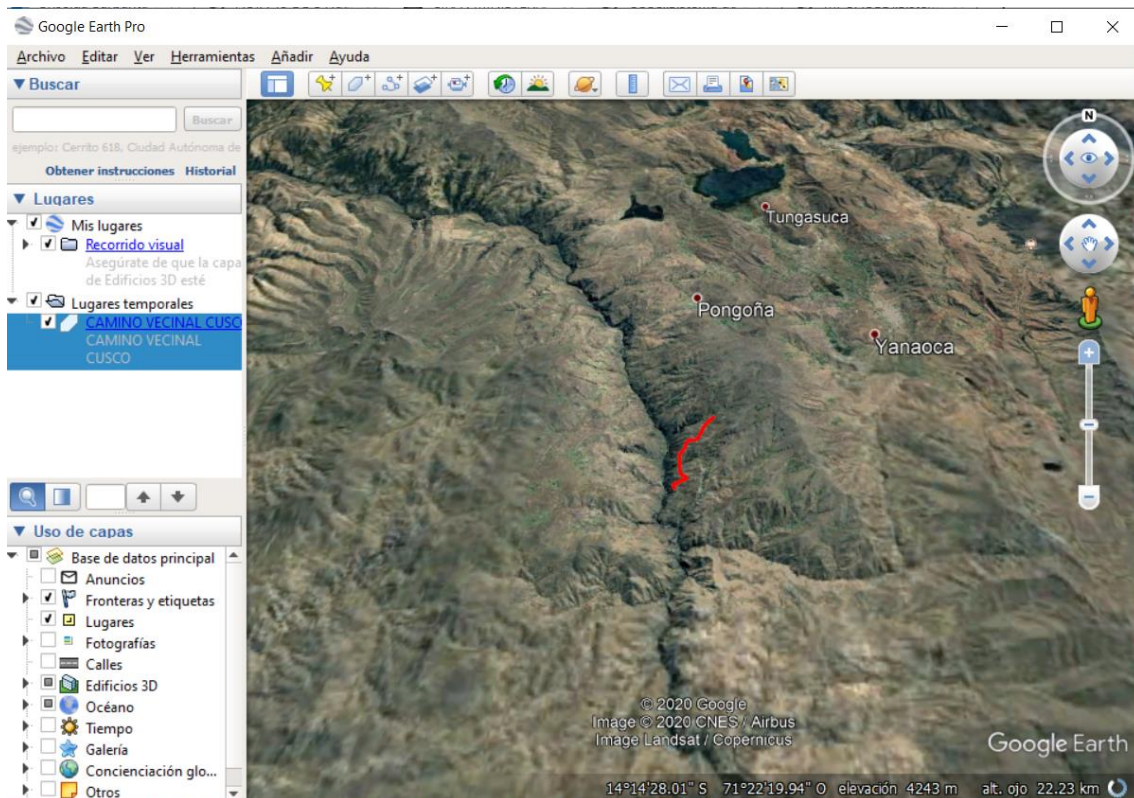 Google Earth Pro
Archivo Editar Ver Herramientas Añadir Ayuda
Buscar
Buscar
ejemplo: Cerrito 618, Ciudad Autónoma de
Obtener instrucciones Historial
Lugares
Mis lugares
Recorrido visual
Asegúrate de que la capa
de Edificios 3D esté
Lugares temporales
CAMINO VECINAL CUSCO
CAMINO VECINAL
CUSCO
Uso de capas
Base de datos principal
Anuncios
Fronteras y etiquetas
Lugares
Fotografías
Calles
Edificios 3D
Océano
Tiempo
Galería
Concienciación glo...
Otros
N
Tungasuca
Pongoña
Yanaoca
© 2020 Google
Image © 2020 CNES / Airbus
Image Landsat / Copernicus
Google Earth
14°14'28.01" S 71°22'19.94" O elevación 4243 m alt. ojo 22.23 km